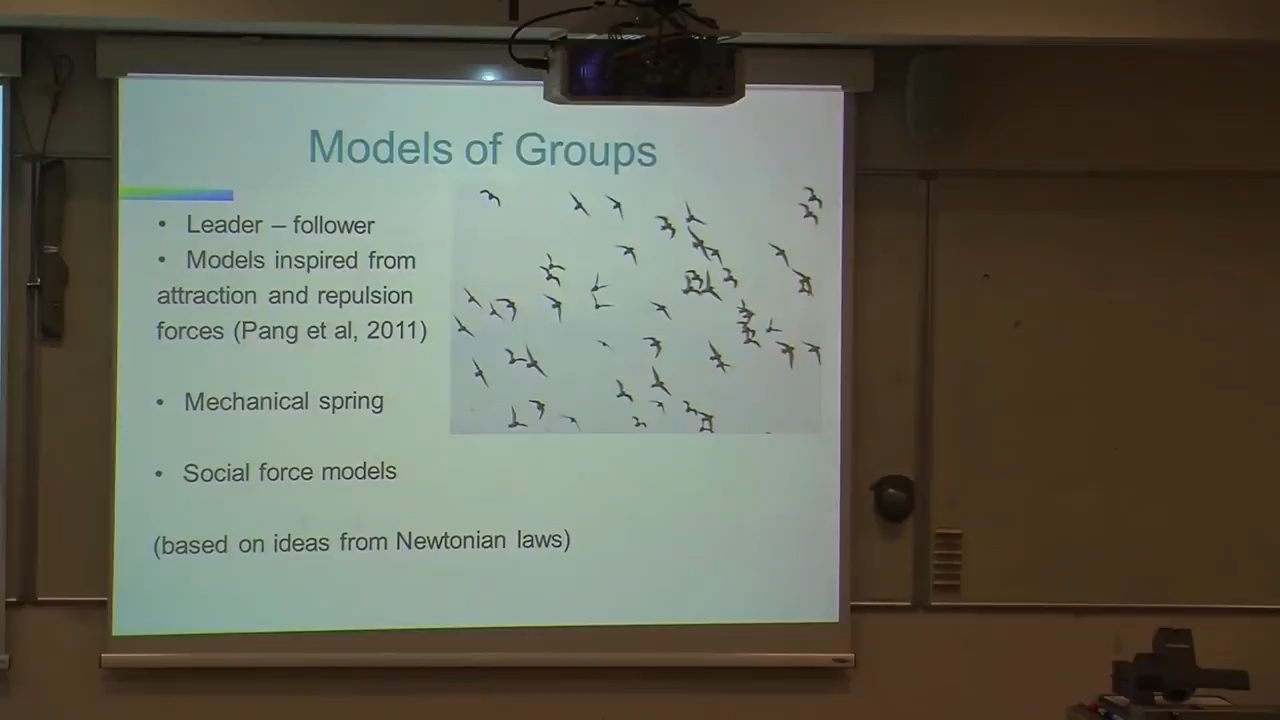 Models of Groups
• Leader – follower
• Models inspired from
attraction and repulsion
forces (Pang et al, 2011)
• Mechanical spring
• Social force models
(based on ideas from Newtonian laws)